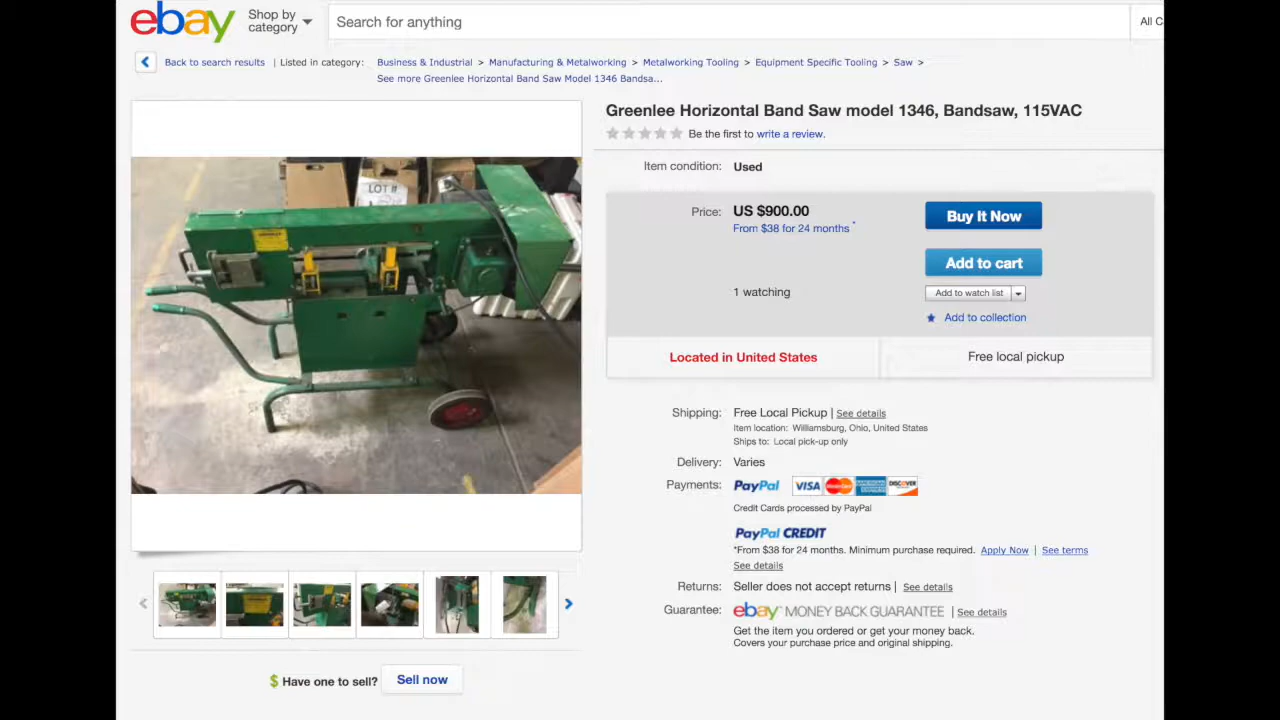 ebay
Shop by
category
Search for anything
All C
Back to search results | Listed in category: Business & Industrial > Manufacturing & Metalworking > Metalworking Tooling > Equipment Specific Tooling > Saw >
See more Greenlee Horizontal Band Saw Model 1346 Bandsa...
Greenlee Horizontal Band Saw model 1346, Bandsaw, 115VAC
Be the first to write a review.
Item condition: Used
LOT #
Price: US $900.00
From $38 for 24 months *
Buy It Now
Add to cart
1 watching
Add to watch list
Add to collection
Located in United States
Free local pickup
Shipping: Free Local Pickup | See details
Item location: Williamsburg, Ohio, United States
Ships to: Local pick-up only
Delivery: Varies
Payments: PayPal VISA MasterCard AMERICAN EXPRESS DISCOVER
Credit Cards processed by PayPal
PayPal CREDIT
*From $38 for 24 months. Minimum purchase required. Apply Now | See terms
See details
Returns: Seller does not accept returns | See details
Guarantee: ebay MONEY BACK GUARANTEE | See details
Get the item you ordered or get your money back.
Covers your purchase price and original shipping.
$ Have one to sell? Sell now